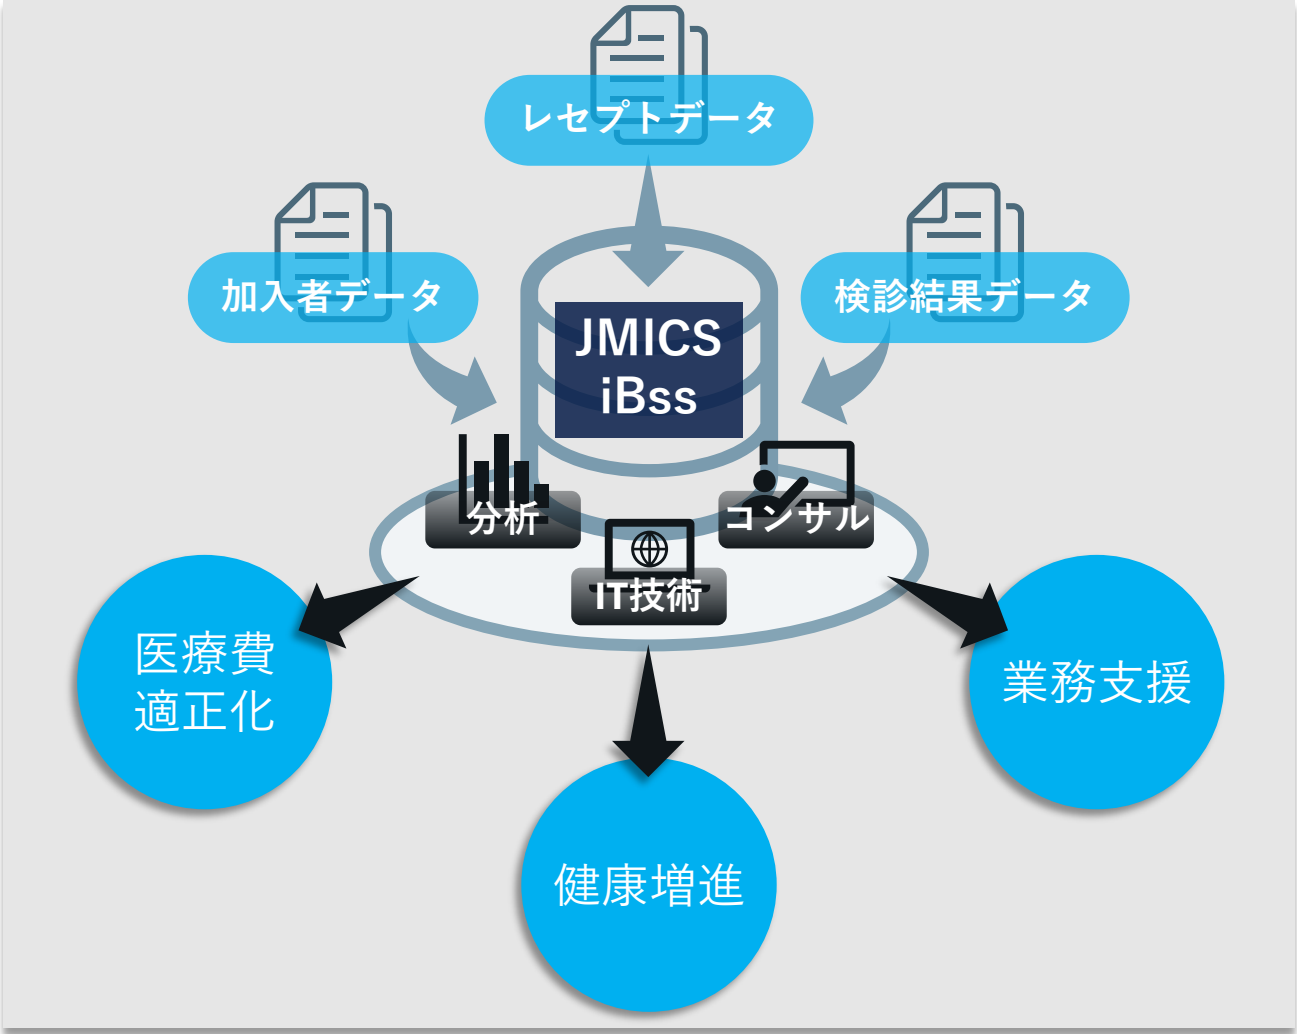 レセプトデータ
加入者データ
検診結果データ
JMICS
iBss
分析
コンサル
IT技術
医療費
適正化
業務支援
健康増進